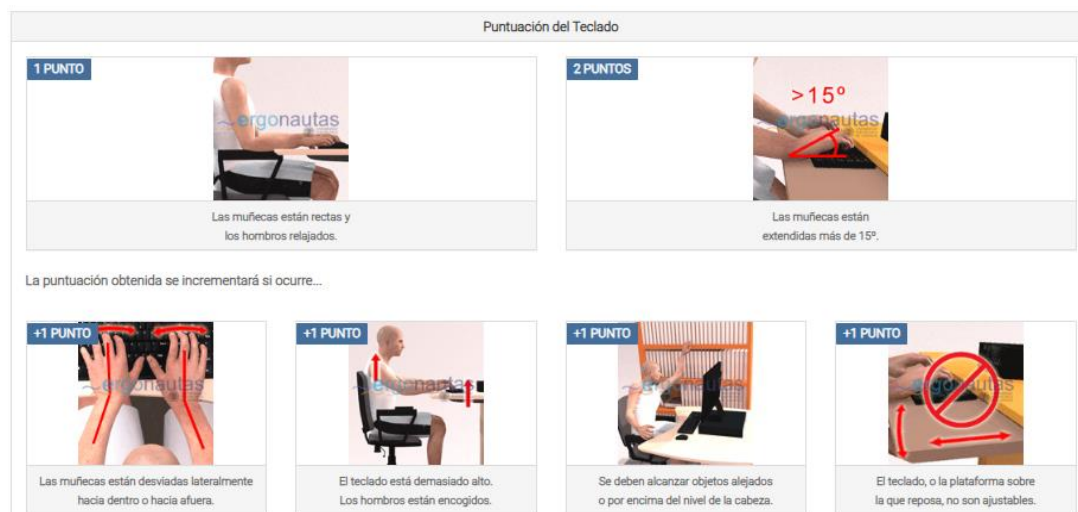 Puntuación del Teclado
1 PUNTO
2 PUNTOS
ergonautas
>15º
ergonautas
Las muñecas están rectas y
los hombros relajados.
Las muñecas están
extendidas más de 15º.
La puntuación obtenida se incrementará si ocurre...
+1 PUNTO
+1 PUNTO
+1 PUNTO
+1 PUNTO
ergonautas
ergonautas
ergonautas
ergonautas
Las muñecas están desviadas lateralmente
hacia dentro o hacia afuera.
El teclado está demasiado alto.
Los hombros están encogidos.
Se deben alcanzar objetos alejados
o por encima del nivel de la cabeza.
El teclado, o la plataforma sobre
la que reposa, no son ajustables.